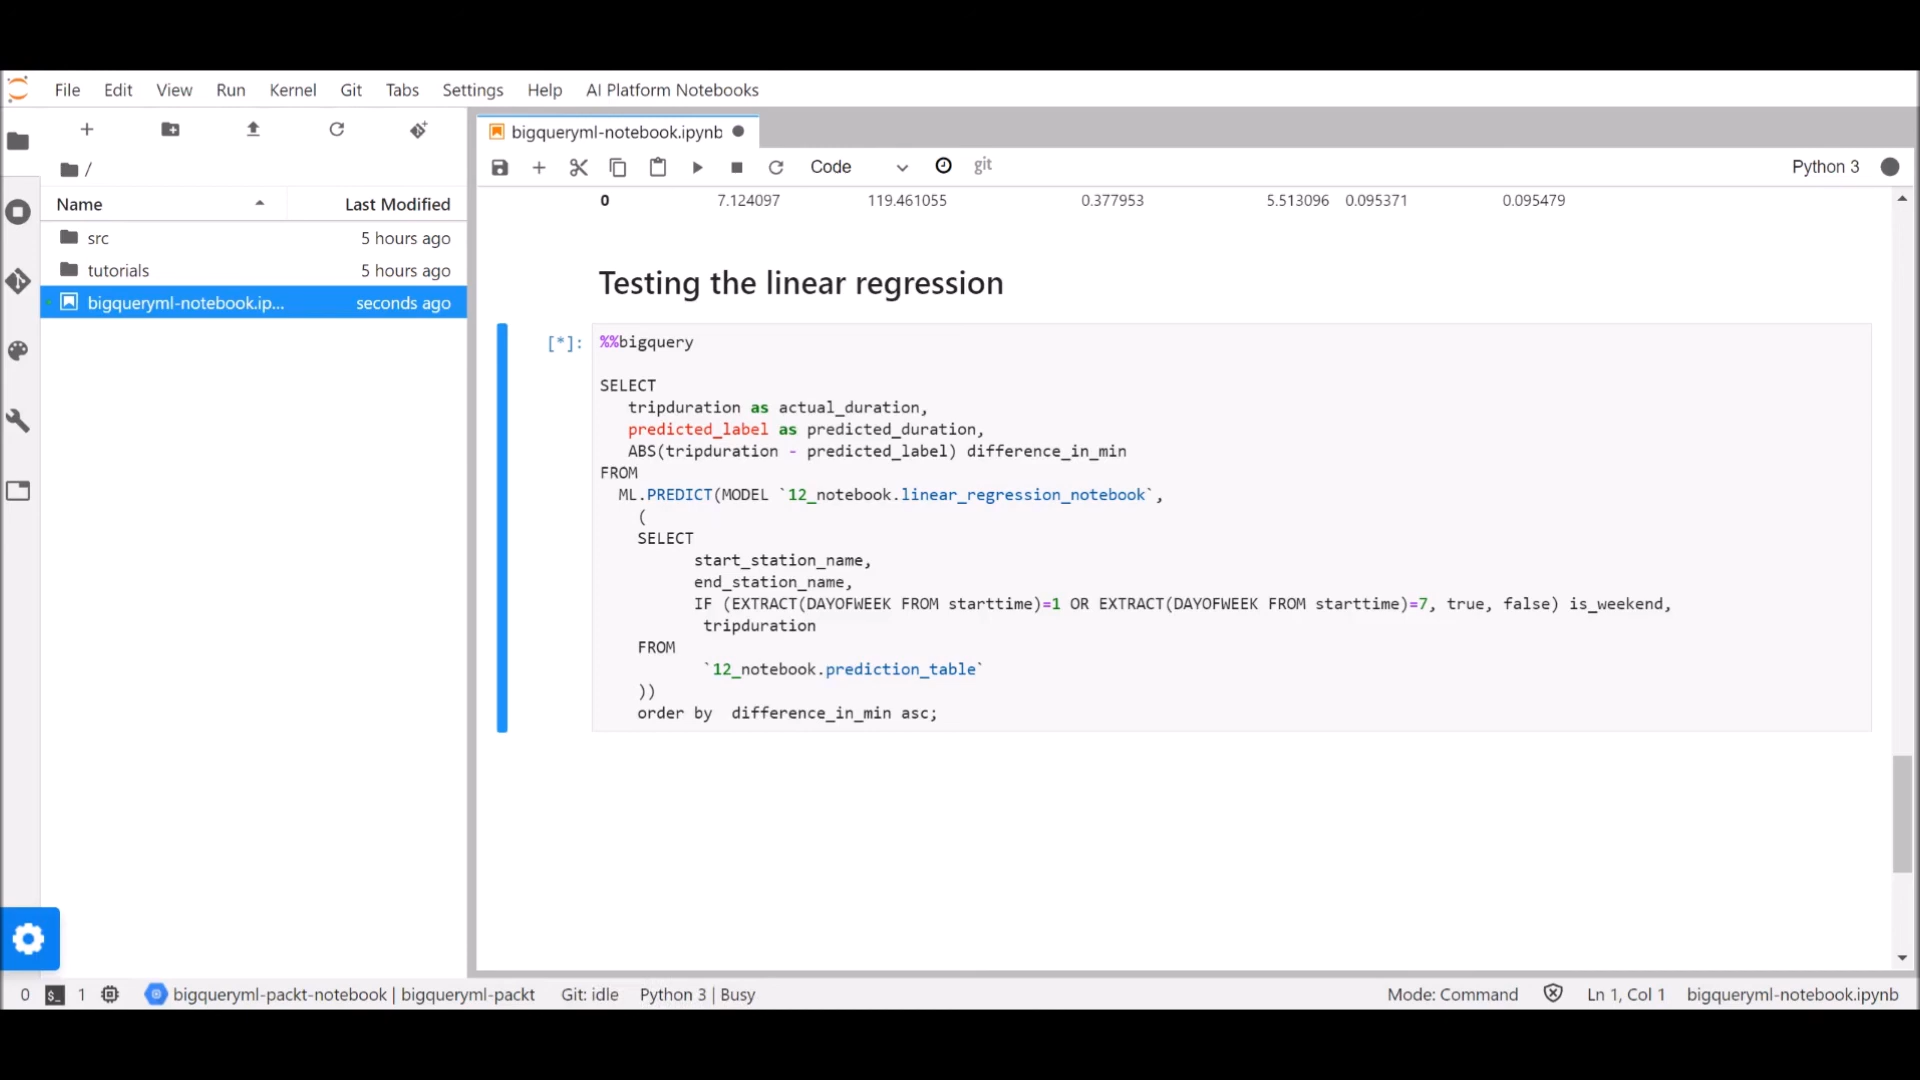 File Edit View Run Kernel Git Tabs Settings Help AI Platform Notebooks
/
Name Last Modified
src 5 hours ago
tutorials 5 hours ago
bigqueryml-notebook.ip... seconds ago
bigqueryml-notebook.ipynb
Code git Python 3
0 7.124097 119.461055 0.377953 5.513096 0.095371 0.095479
Testing the linear regression
[*]: %%bigquery
SELECT
tripduration as actual_duration,
predicted_label as predicted_duration,
ABS(tripduration - predicted_label) difference_in_min
FROM
ML.PREDICT(MODEL `12_notebook.linear_regression_notebook`,
(
SELECT
start_station_name,
end_station_name,
IF (EXTRACT(DAYOFWEEK FROM starttime)=1 OR EXTRACT(DAYOFWEEK FROM starttime)=7, true, false) is_weekend,
tripduration
FROM
`12_notebook.prediction_table`
))
order by difference_in_min asc;
0 $_ 1 bigqueryml-packt-notebook | bigqueryml-packt Git: idle Python 3 | Busy Mode: Command Ln 1, Col 1 bigqueryml-notebook.ipynb